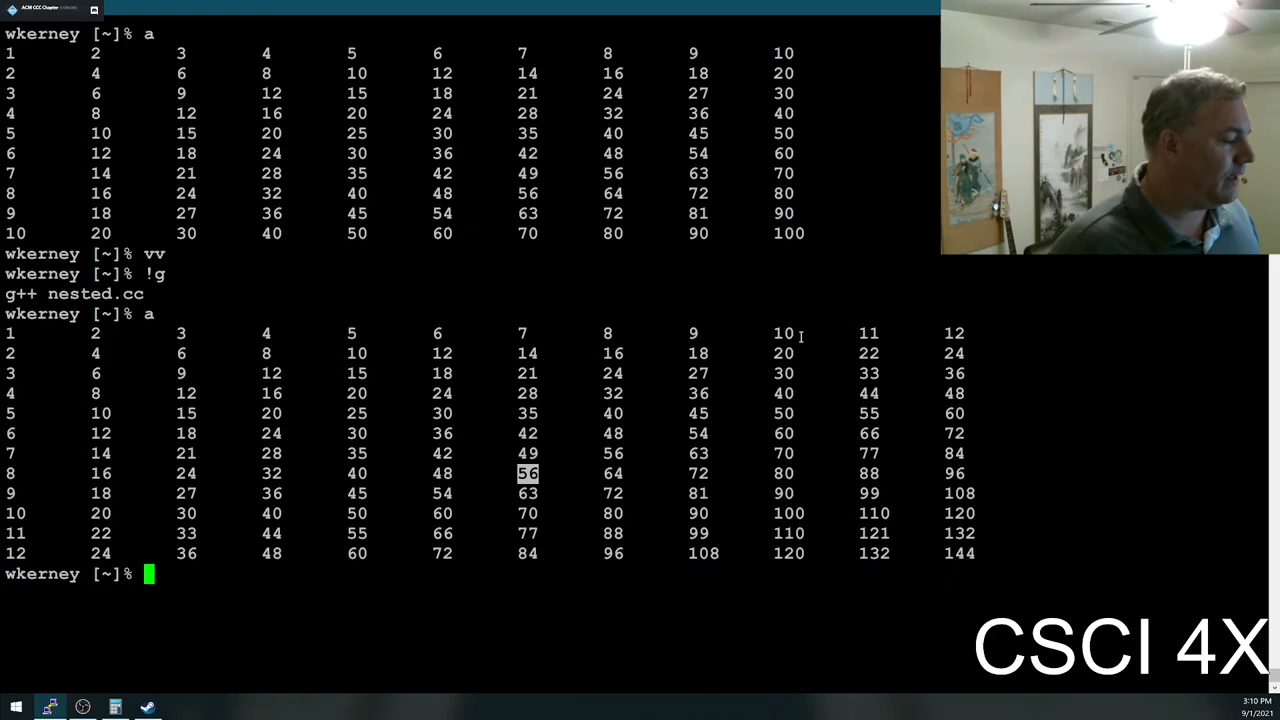 ACM CCC Chapter
wkerney [~]% a
1 2 3 4 5 6 7 8 9 10
2 4 6 8 10 12 14 16 18 20
3 6 9 12 15 18 21 24 27 30
4 8 12 16 20 24 28 32 36 40
5 10 15 20 25 30 35 40 45 50
6 12 18 24 30 36 42 48 54 60
7 14 21 28 35 42 49 56 63 70
8 16 24 32 40 48 56 64 72 80
9 18 27 36 45 54 63 72 81 90
10 20 30 40 50 60 70 80 90 100
wkerney [~]% vv
wkerney [~]% !g
g++ nested.cc
wkerney [~]% a
1 2 3 4 5 6 7 8 9 10 11 12
2 4 6 8 10 12 14 16 18 20 22 24
3 6 9 12 15 18 21 24 27 30 33 36
4 8 12 16 20 24 28 32 36 40 44 48
5 10 15 20 25 30 35 40 45 50 55 60
6 12 18 24 30 36 42 48 54 60 66 72
7 14 21 28 35 42 49 56 63 70 77 84
8 16 24 32 40 48 56 64 72 80 88 96
9 18 27 36 45 54 63 72 81 90 99 108
10 20 30 40 50 60 70 80 90 100 110 120
11 22 33 44 55 66 77 88 99 110 121 132
12 24 36 48 60 72 84 96 108 120 132 144
wkerney [~]%
CSCI 4X
3:10 PM
9/1/2021